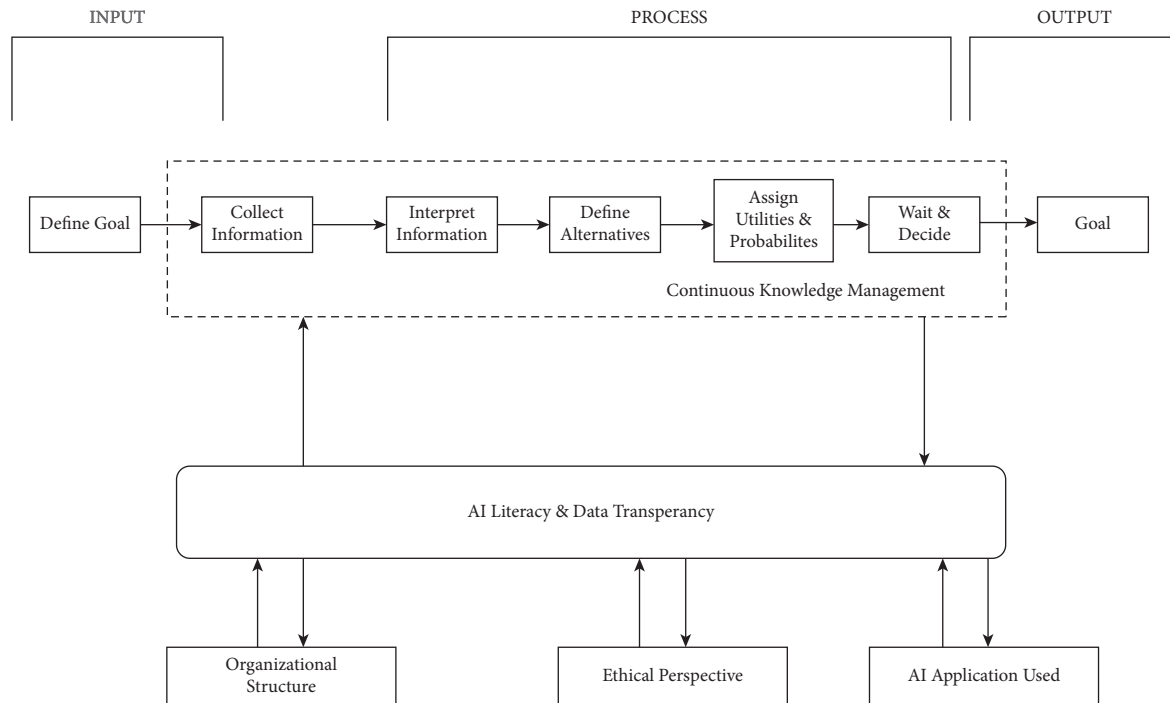 INPUT
PROCESS
OUTPUT
Define Goal
Collect
Information
Interpret
Information
Define
Alternatives
Assign
Utilities &
Probabilites
Wait &
Decide
Goal
Continuous Knowledge Management
AI Literacy & Data Transperancy
Organizational
Structure
Ethical Perspective
AI Application Used